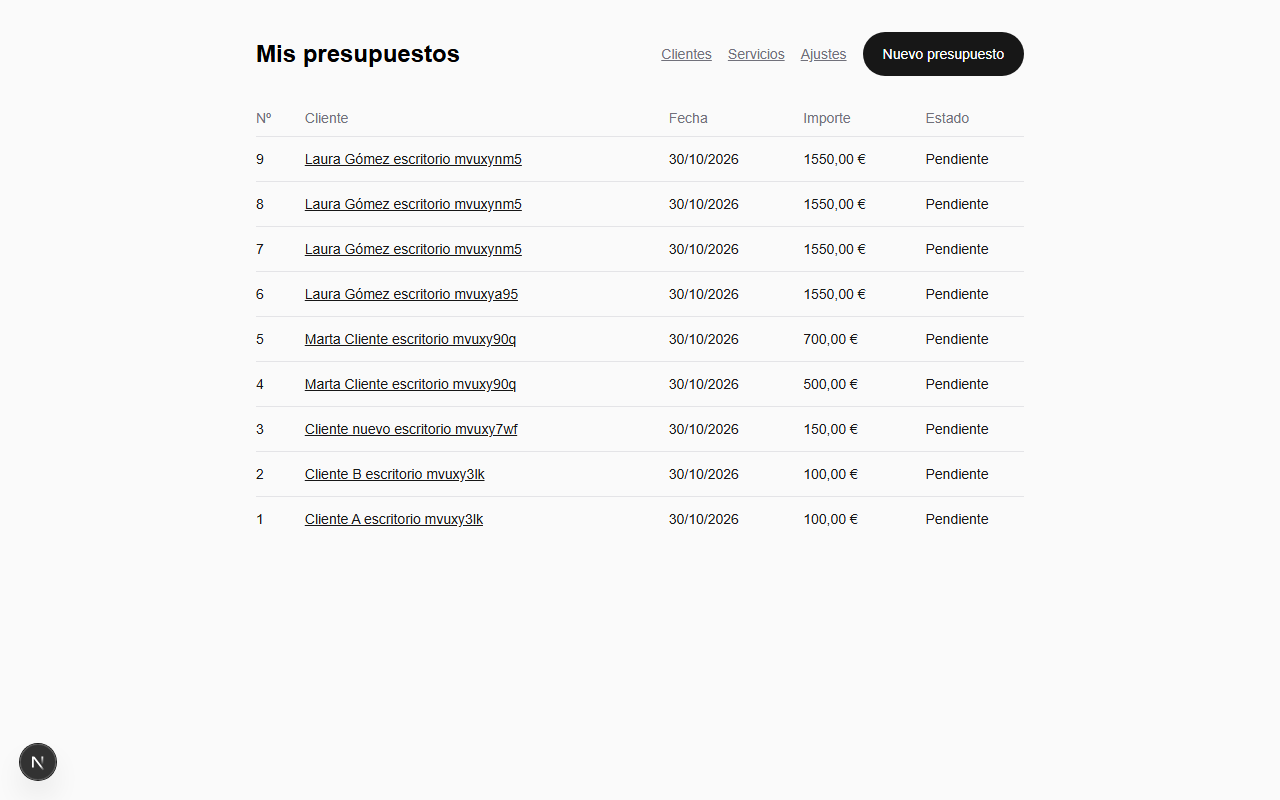 Mis presupuestos
Clientes Servicios Ajustes Nuevo presupuesto
Nº Cliente Fecha Importe Estado
9 Laura Gómez escritorio mvuxynm5 30/10/2026 1550,00 € Pendiente
8 Laura Gómez escritorio mvuxynm5 30/10/2026 1550,00 € Pendiente
7 Laura Gómez escritorio mvuxynm5 30/10/2026 1550,00 € Pendiente
6 Laura Gómez escritorio mvuxya95 30/10/2026 1550,00 € Pendiente
5 Marta Cliente escritorio mvuxy90q 30/10/2026 700,00 € Pendiente
4 Marta Cliente escritorio mvuxy90q 30/10/2026 500,00 € Pendiente
3 Cliente nuevo escritorio mvuxy7wf 30/10/2026 150,00 € Pendiente
2 Cliente B escritorio mvuxy3lk 30/10/2026 100,00 € Pendiente
1 Cliente A escritorio mvuxy3lk 30/10/2026 100,00 € Pendiente
N